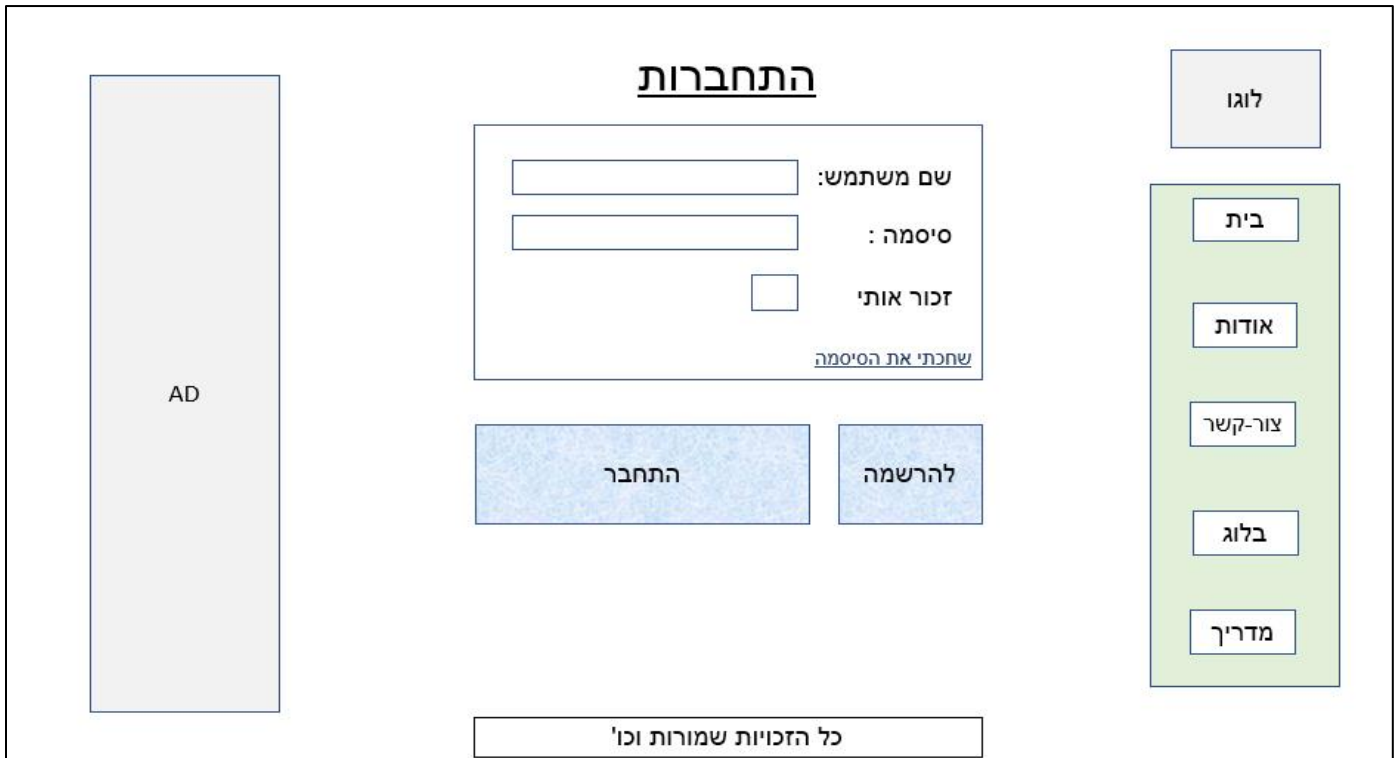 לוגו
בית
אודות
צור-קשר
בלוג
מדריך
התחברות
שם משתמש:
סיסמה :
זכור אותי
שחכתי את הסיסמה
להרשמה
התחבר
AD
כל הזכויות שמורות וכו'